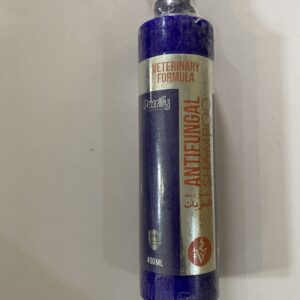 VETERINARY
FORMULA
ANTIFUNGAL
SHAMPOO
450ML